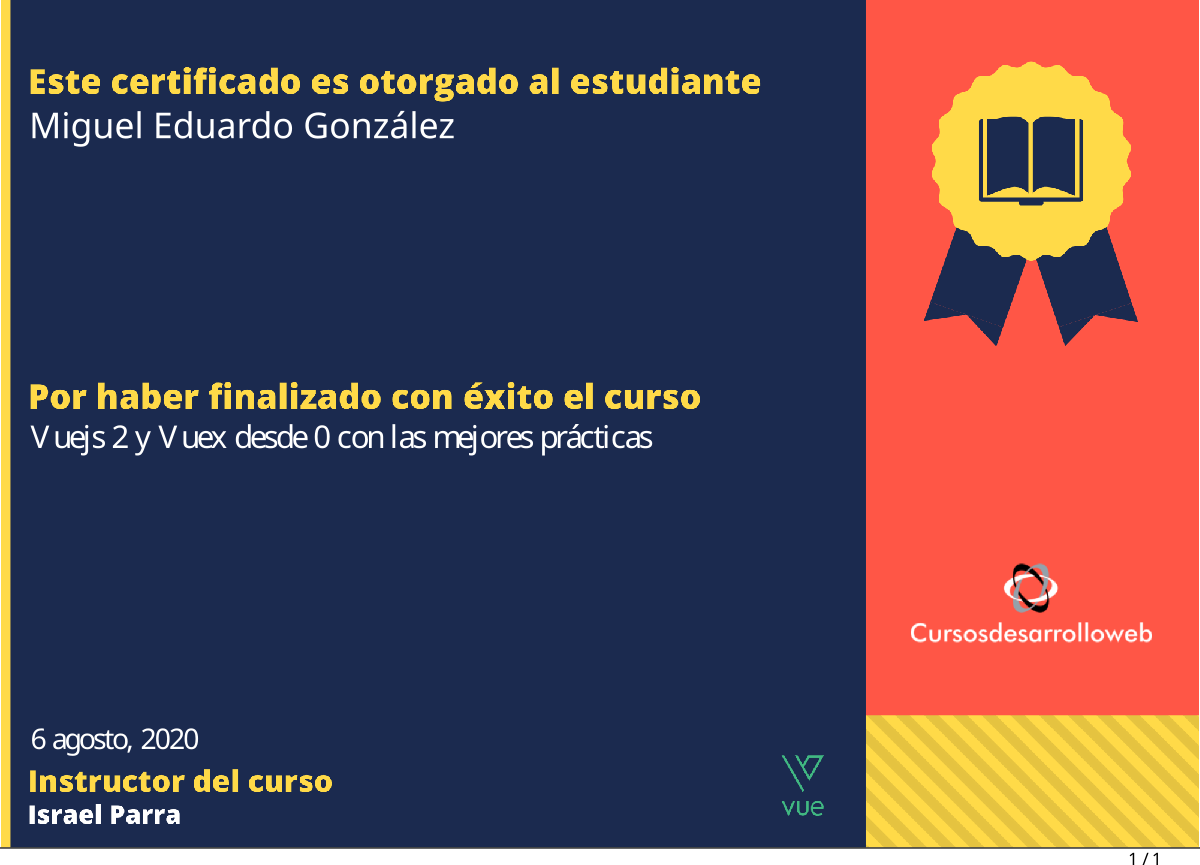 Este certificado es otorgado al estudiante
Miguel Eduardo González
Por haber finalizado con éxito el curso
Vuejs 2 y Vuex desde 0 con las mejores prácticas
Cursosdesarrolloweb
6 agosto, 2020
Instructor del curso
Israel Parra
vue
1 / 1